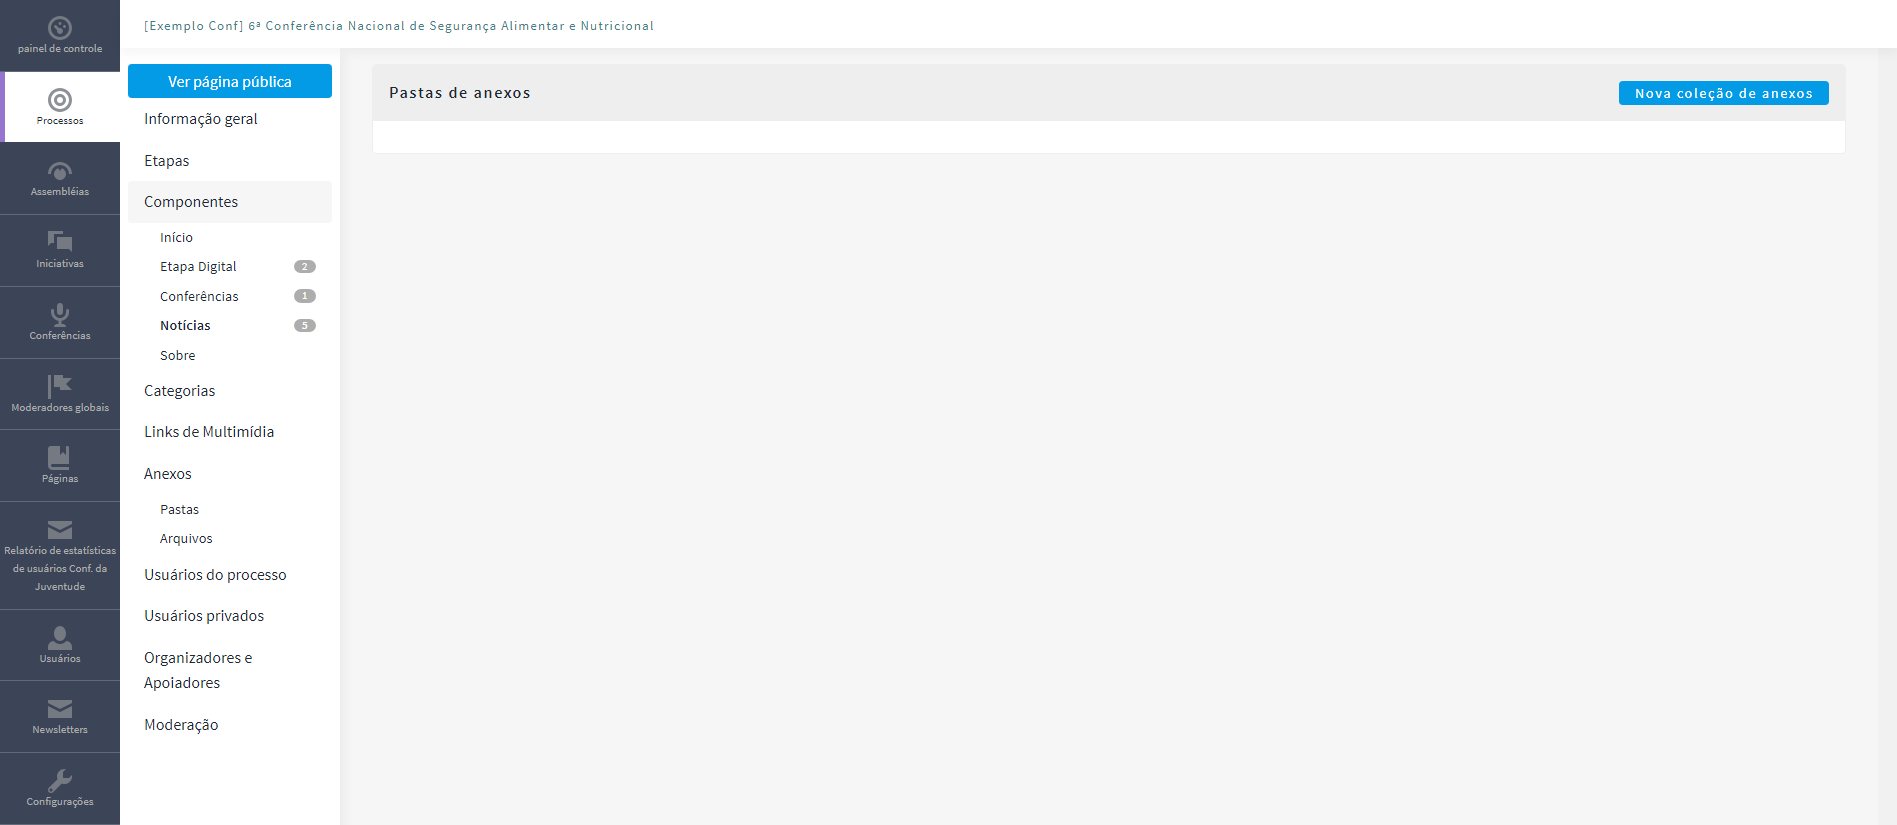 painel de controle
Processos
Assembléias
Iniciativas
Conferências
Moderadores globais
Páginas
Relatório de estatísticas
de usuários Conf. da
Juventude
Usuários
Newsletters
Configurações
[Exemplo Conf] 6ª Conferência Nacional de Segurança Alimentar e Nutricional
Ver página pública
Informação geral
Etapas
Componentes
Início
Etapa Digital 2
Conferências 1
Notícias 5
Sobre
Categorias
Links de Multimídia
Anexos
Pastas
Arquivos
Usuários do processo
Usuários privados
Organizadores e
Apoiadores
Moderação
Pastas de anexos
Nova coleção de anexos